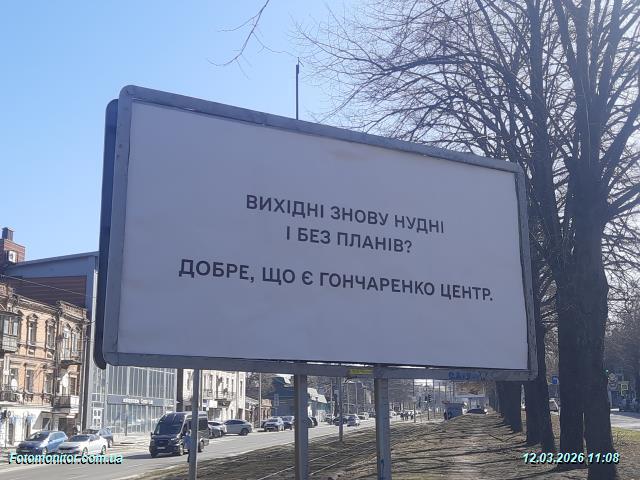 ВИХІДНІ ЗНОВУ НУДНІ
І БЕЗ ПЛАНІВ?
ДОБРЕ, ЩО Є ГОНЧАРЕНКО ЦЕНТР.
Fotomonitor.com.ua
12.03.2026 11:08